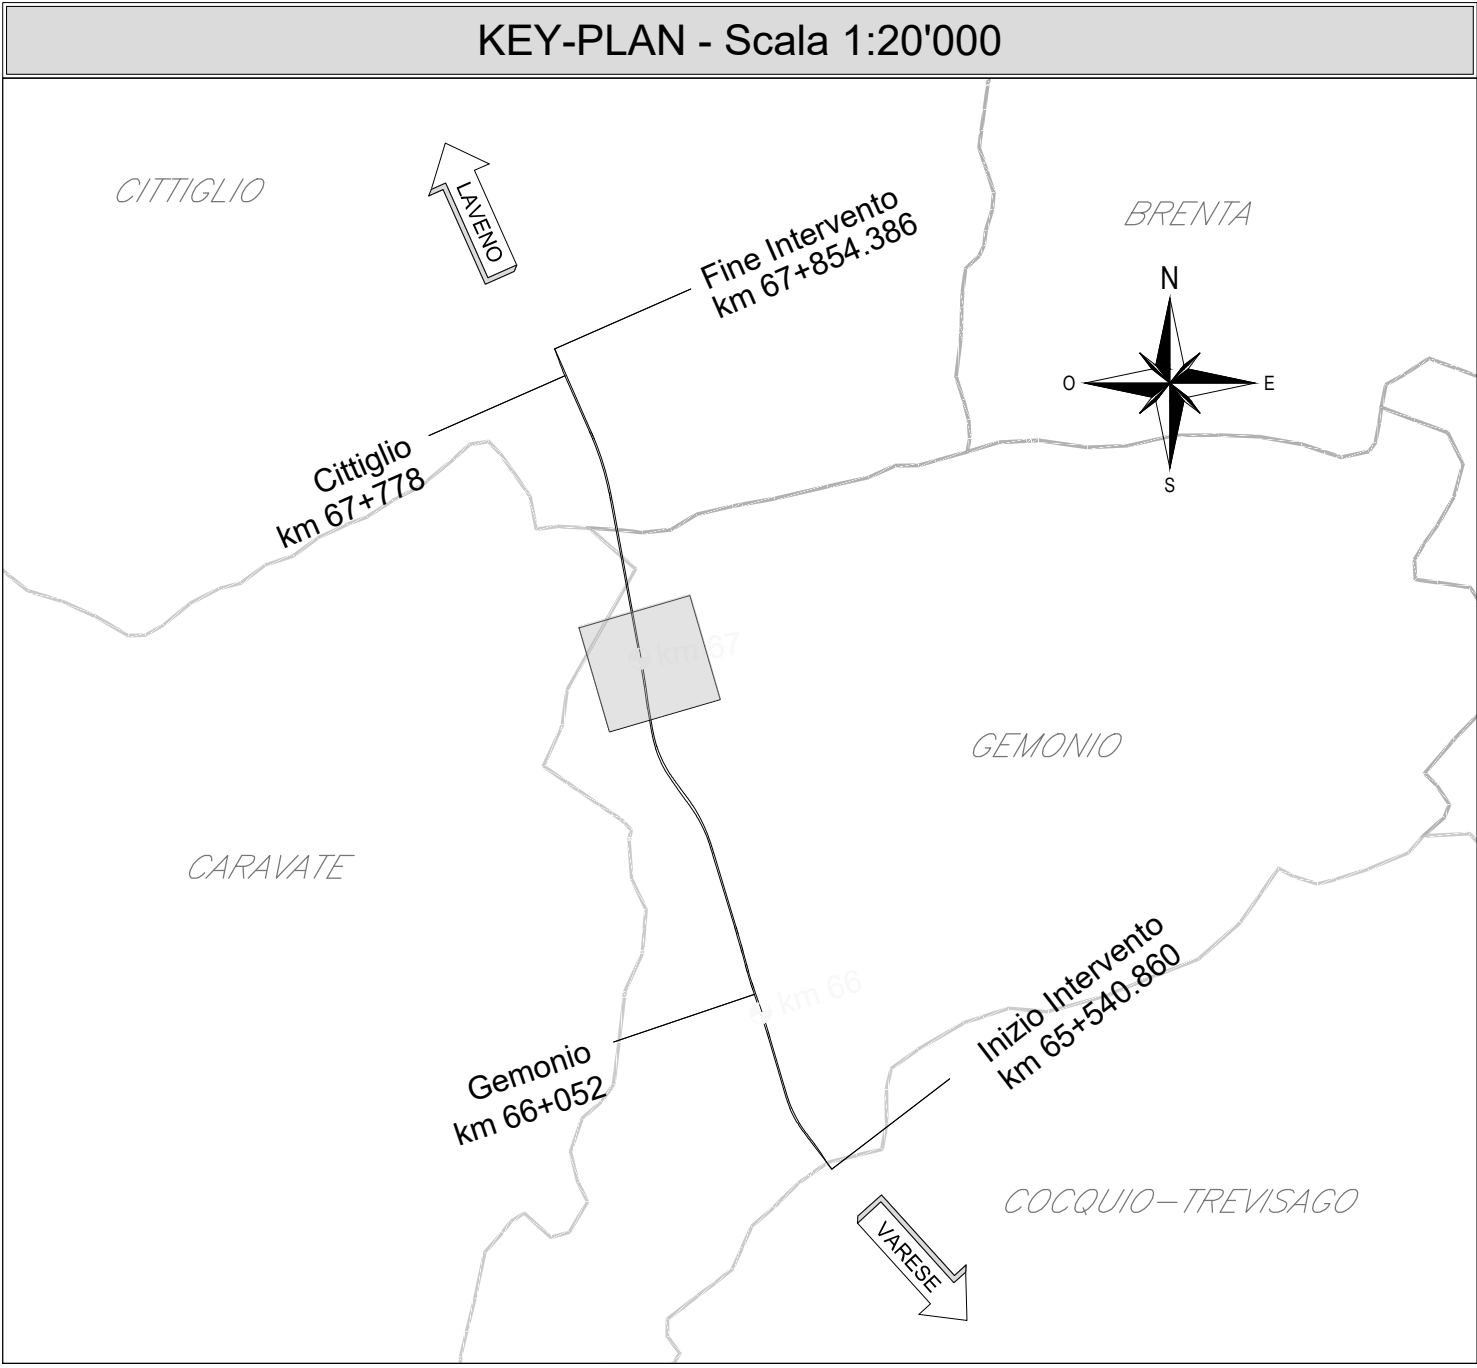 KEY-PLAN - Scala 1:20'000
CITTIGLIO
LAVENO
Fine Intervento
km 67+854.386
BRENTA
N
O
E
S
Cittiglio
km 67+778
km 67
GEMONIO
CARAVATE
km 66
Inizio Intervento
km 65+540.860
Gemonio
km 66+052
COCQUIO-TREVISAGO
VARESE